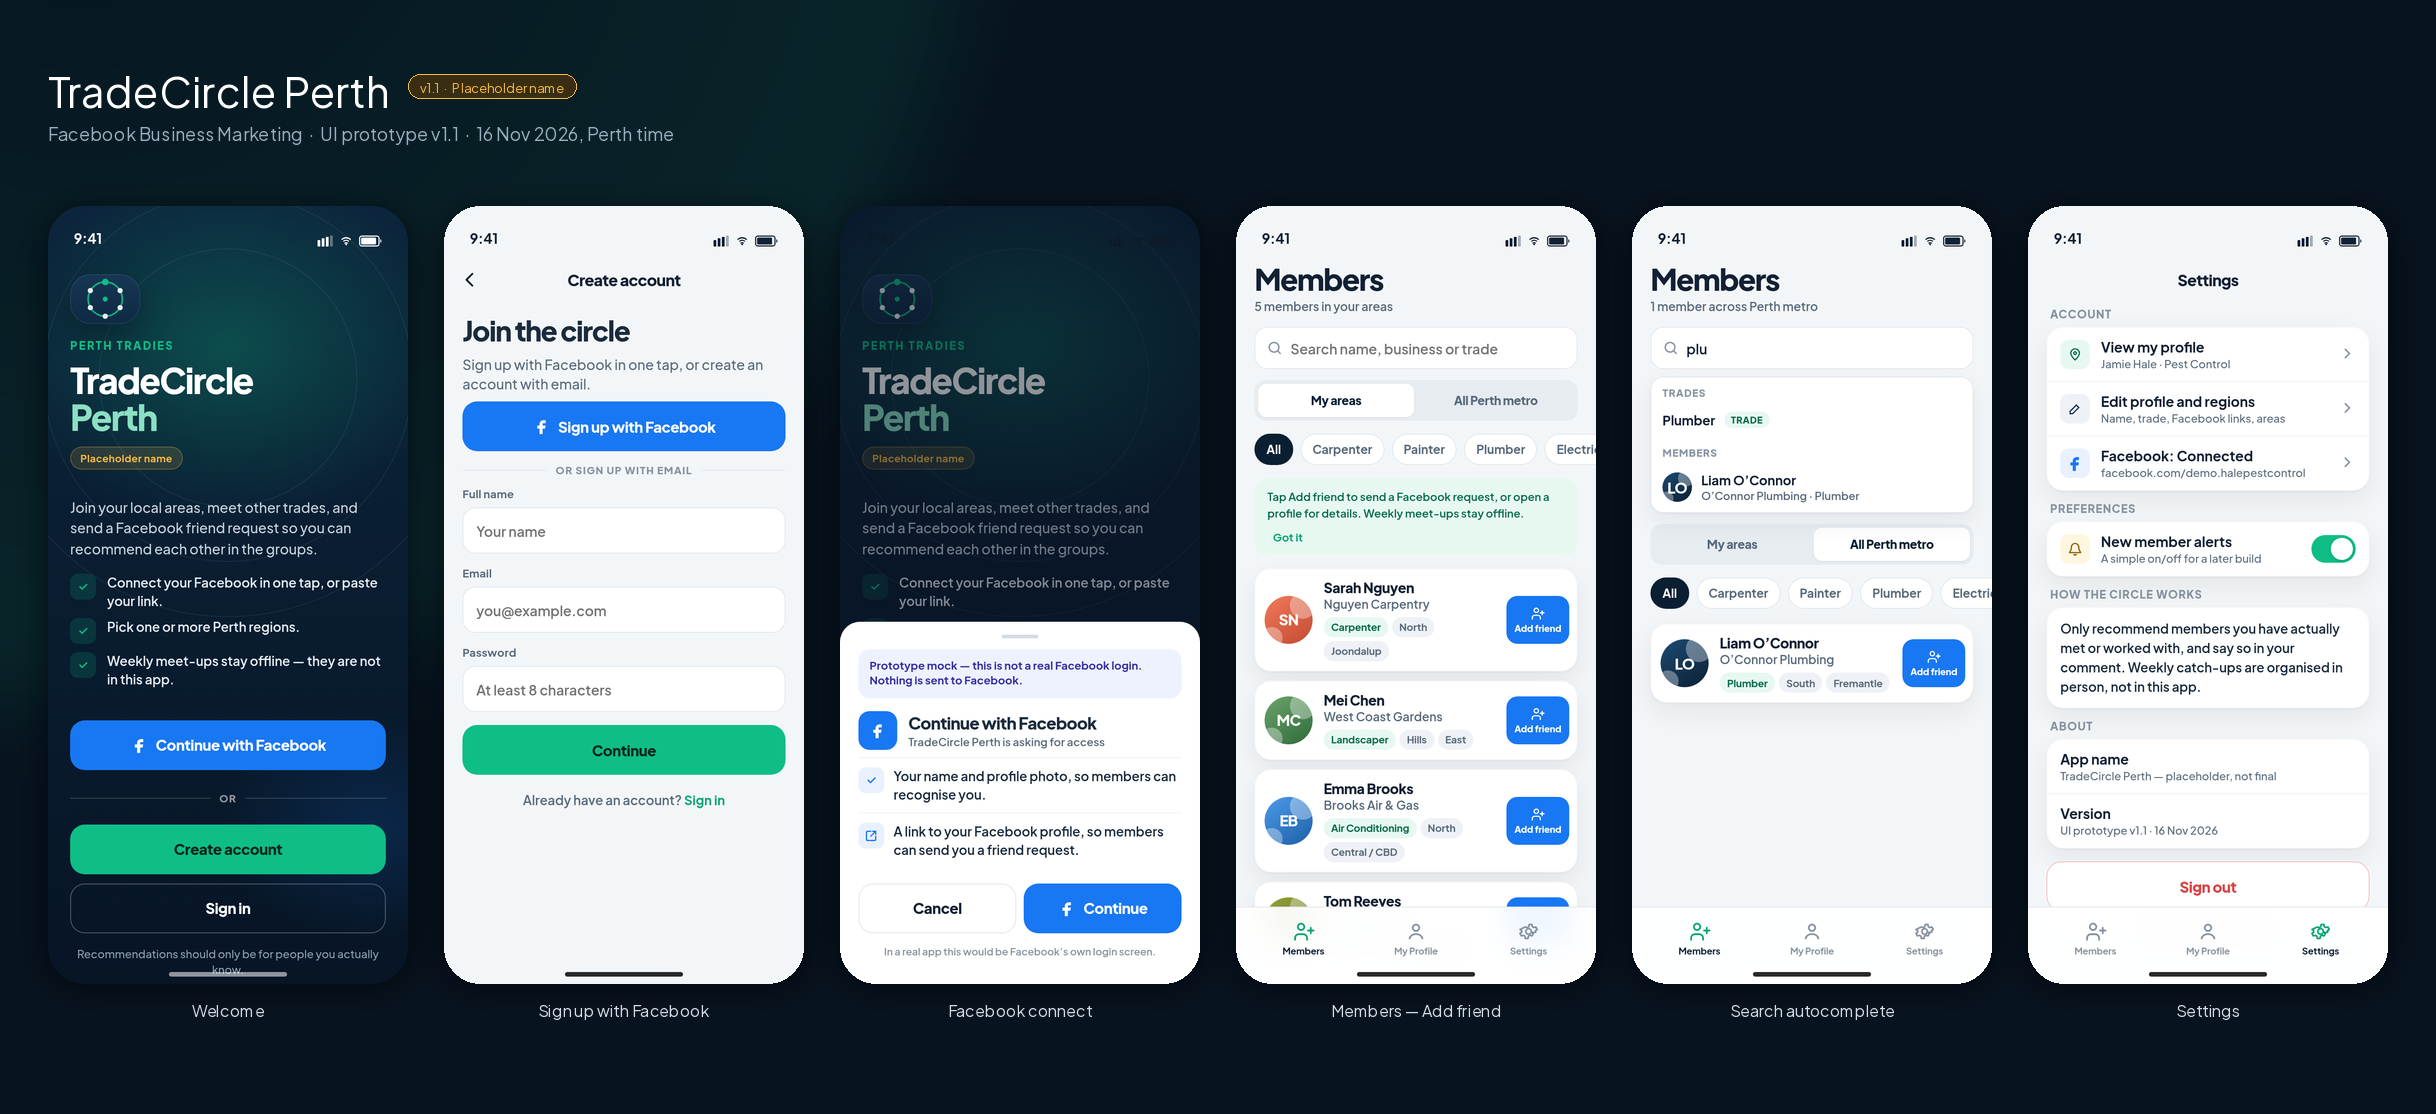 TradeCircle Perth
v1.1 · Placeholder name
Facebook Business Marketing · UI prototype v1.1 · 16 Nov 2026, Perth time
9:41
PERTH TRADIES
TradeCircle
Perth
Placeholder name
Join your local areas, meet other trades, and
send a Facebook friend request so you can
recommend each other in the groups.
Connect your Facebook in one tap, or paste
your link.
Pick one or more Perth regions.
Weekly meet-ups stay offline — they are not
in this app.
Continue with Facebook
OR
Create account
Sign in
Recommendations should only be for people you actually
know.
Welcome
9:41
Create account
Join the circle
Sign up with Facebook in one tap, or create an
account with email.
Sign up with Facebook
OR SIGN UP WITH EMAIL
Full name
Your name
Email
you@example.com
Password
At least 8 characters
Continue
Already have an account? Sign in
Sign up with Facebook
PERTH TRADIES
TradeCircle
Perth
Placeholder name
Join your local areas, meet other trades, and
send a Facebook friend request so you can
recommend each other in the groups.
Connect your Facebook in one tap, or paste
your link.
Prototype mock — this is not a real Facebook login.
Nothing is sent to Facebook.
Continue with Facebook
TradeCircle Perth is asking for access
Your name and profile photo, so members can
recognise you.
A link to your Facebook profile, so members
can send you a friend request.
Cancel
Continue
In a real app this would be Facebook's own login screen.
Facebook connect
9:41
Members
5 members in your areas
Search name, business or trade
My areas
All Perth metro
All
Carpenter
Painter
Plumber
Electric
Tap Add friend to send a Facebook request, or open a
profile for details. Weekly meet-ups stay offline.
Got it
SN
Sarah Nguyen
Nguyen Carpentry
Carpenter
North
Joondalup
Add friend
MC
Mei Chen
West Coast Gardens
Landscaper
Hills
East
Add friend
EB
Emma Brooks
Brooks Air & Gas
Air Conditioning
North
Central / CBD
Add friend
Tom Reeves
Members
My Profile
Settings
Members — Add friend
9:41
Members
1 member across Perth metro
plu
TRADES
Plumber TRADE
MEMBERS
LO
Liam O’Connor
O’Connor Plumbing · Plumber
My areas
All Perth metro
All
Carpenter
Painter
Plumber
Electric
LO
Liam O’Connor
O’Connor Plumbing
Plumber
South
Fremantle
Add friend
Members
My Profile
Settings
Search autocomplete
9:41
Settings
ACCOUNT
View my profile
Jamie Hale · Pest Control
Edit profile and regions
Name, trade, Facebook links, areas
Facebook: Connected
facebook.com/demo.halepestcontrol
PREFERENCES
New member alerts
A simple on/off for a later build
HOW THE CIRCLE WORKS
Only recommend members you have actually
met or worked with, and say so in your
comment. Weekly catch-ups are organised in
person, not in this app.
ABOUT
App name
TradeCircle Perth — placeholder, not final
Version
UI prototype v1.1 · 16 Nov 2026
Sign out
Members
My Profile
Settings
Settings